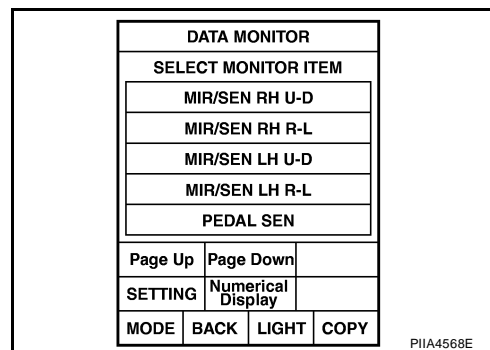 DATA MONITOR
SELECT MONITOR ITEM
MIR/SEN RH U-D
MIR/SEN RH R-L
MIR/SEN LH U-D
MIR/SEN LH R-L
PEDAL SEN
Page Up Page Down
SETTING Numerical Display
MODE BACK LIGHT COPY
PIIA4568E